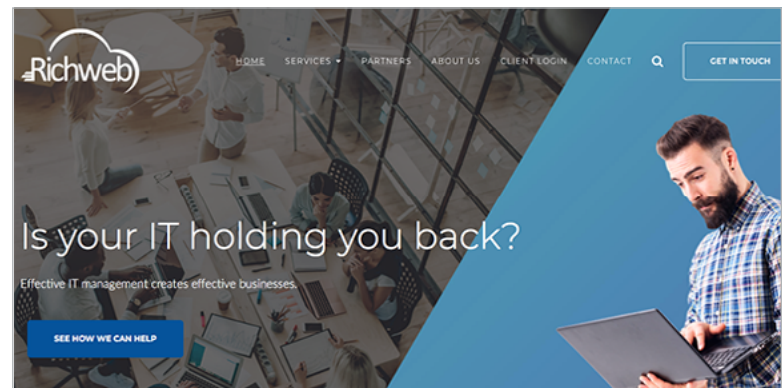 Richweb
HOME SERVICES PARTNERS ABOUT US CLIENT LOGIN CONTACT GET IN TOUCH
Is your IT holding you back?
Effective IT management creates effective businesses.
SEE HOW WE CAN HELP